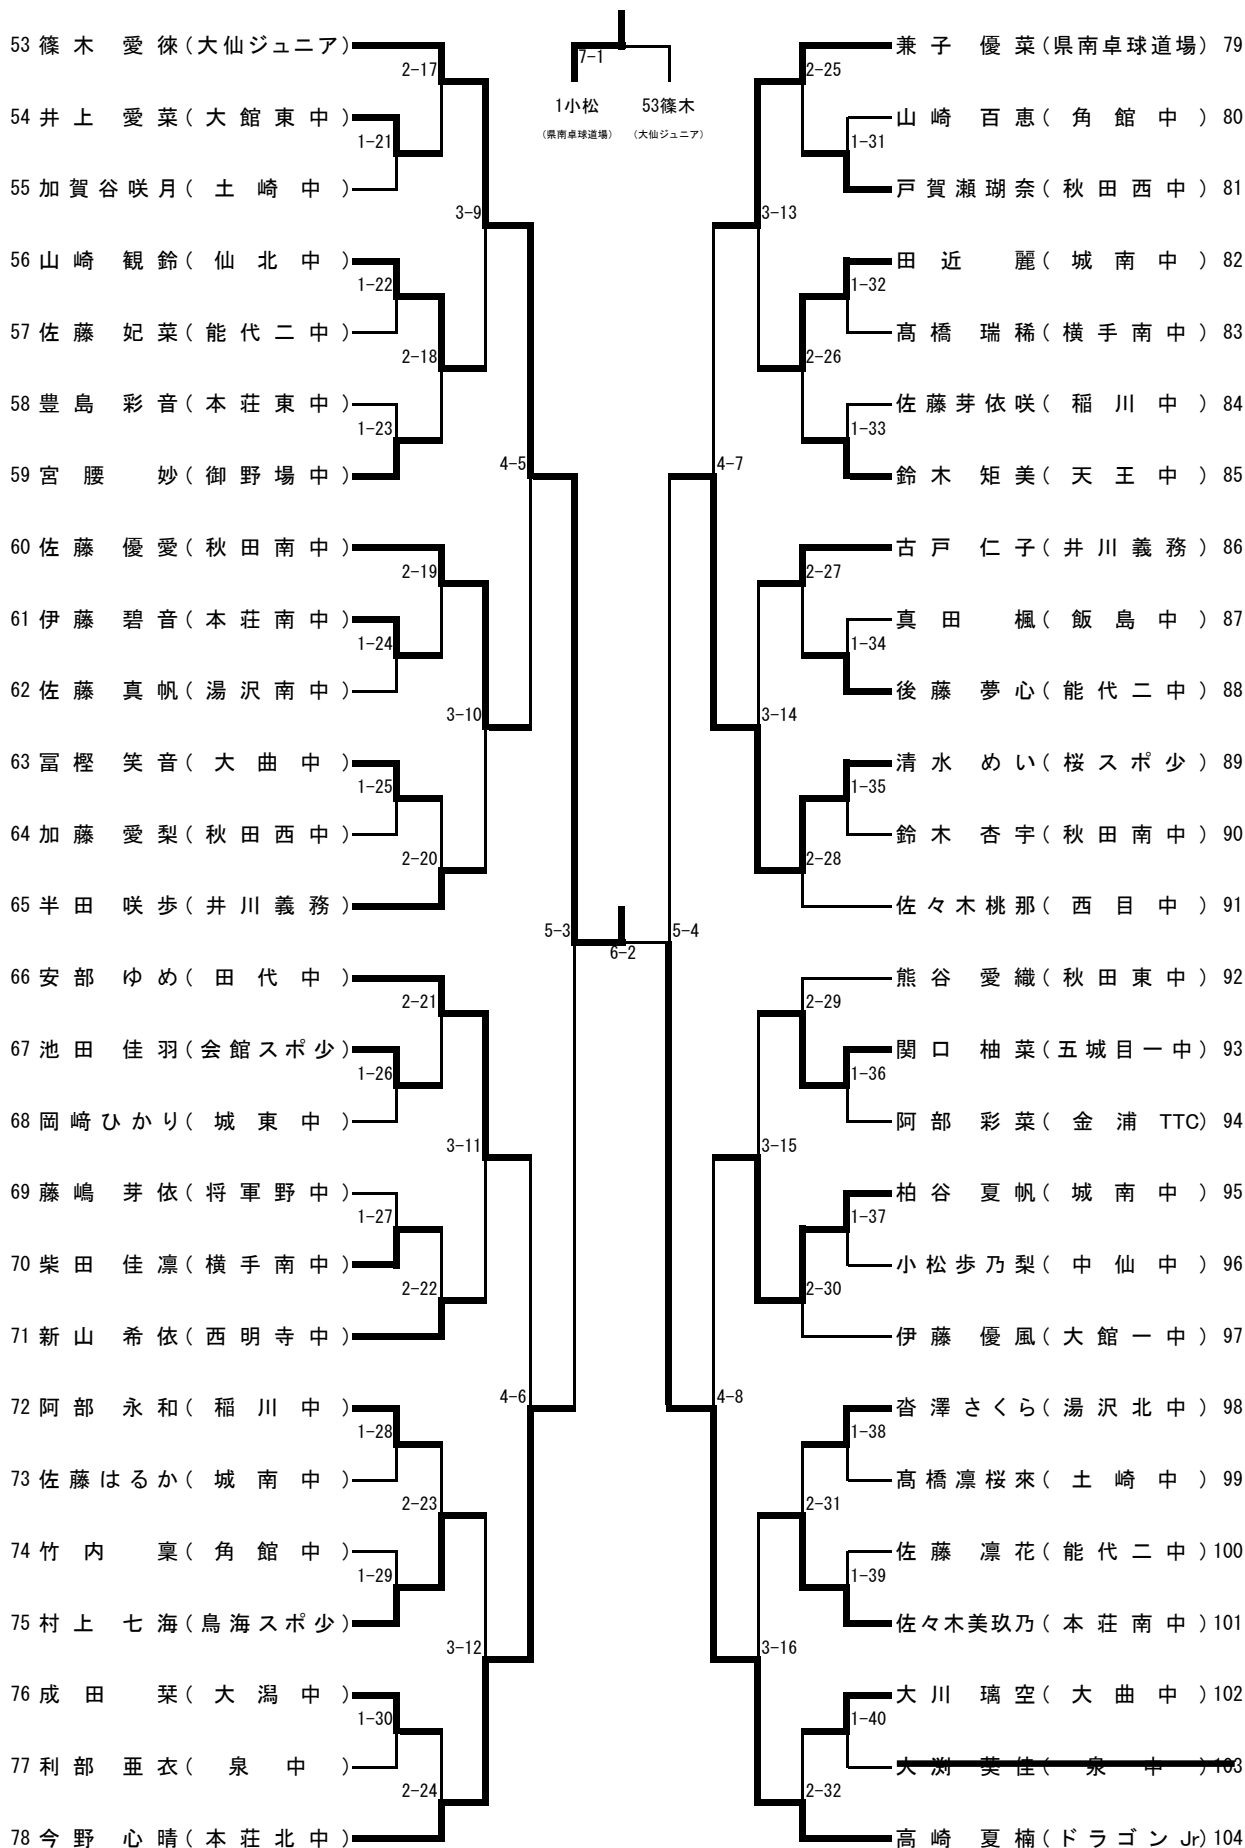 7-1
1小松 53篠木
(県南卓球道場) (大仙ジュニア)
53 篠木 愛徠(大仙ジュニア)
2-17
54 井上 愛菜(大館東中)
1-21
55 加賀谷咲月(土崎中)
3-9
56 山崎 観鈴(仙北中)
1-22
57 佐藤 妃菜(能代二中)
2-18
58 豊島 彩音(本荘東中)
1-23
59 宮腰 妙(御野場中)
4-5
60 佐藤 優愛(秋田南中)
2-19
61 伊藤 碧音(本荘南中)
1-24
62 佐藤 真帆(湯沢南中)
3-10
63 冨樫 笑音(大曲中)
1-25
64 加藤 愛梨(秋田西中)
2-20
65 半田 咲歩(井川義務)
5-3
66 安部 ゆめ(田代中)
2-21
67 池田 佳羽(会館スポ少)
1-26
68 岡﨑ひかり(城東中)
3-11
69 藤嶋 芽依(将軍野中)
1-27
70 柴田 佳凛(横手南中)
2-22
71 新山 希依(西明寺中)
4-6
72 阿部 永和(稲川中)
1-28
73 佐藤はるか(城南中)
2-23
74 竹内 稟(角館中)
1-29
75 村上 七海(鳥海スポ少)
3-12
76 成田 栞(大潟中)
1-30
77 利部 亜衣(泉中)
2-24
78 今野 心晴(本荘北中)
6-2
兼子 優菜(県南卓球道場) 79
2-25
山崎 百恵(角館中) 80
1-31
戸賀瀬瑚奈(秋田西中) 81
3-13
田近 麗(城南中) 82
1-32
髙橋 瑞稀(横手南中) 83
2-26
佐藤芽依咲(稲川中) 84
1-33
鈴木 矩美(天王中) 85
4-7
古戸 仁子(井川義務) 86
2-27
真田 楓(飯島中) 87
1-34
後藤 夢心(能代二中) 88
3-14
清水 めい(桜スポ少) 89
1-35
鈴木 杏宇(秋田南中) 90
2-28
佐々木桃那(西目中) 91
5-4
熊谷 愛織(秋田東中) 92
2-29
関口 柚菜(五城目一中) 93
1-36
阿部 彩菜(金浦TTC) 94
3-15
柏谷 夏帆(城南中) 95
1-37
小松歩乃梨(中仙中) 96
2-30
伊藤 優風(大館一中) 97
4-8
沓澤さくら(湯沢北中) 98
1-38
髙橋凛桜來(土崎中) 99
2-31
佐藤 凛花(能代二中) 100
1-39
佐々木美玖乃(本荘南中) 101
3-16
大川 璃空(大曲中) 102
1-40
大渕 葵佳(泉中) 103
2-32
高崎 夏楠(ドラゴンJr) 104